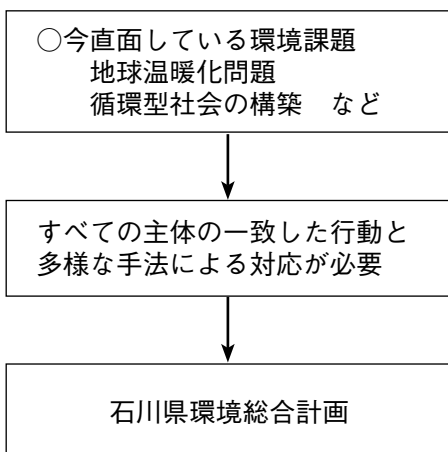 ○今直面している環境課題
地球温暖化問題
循環型社会の構築　など
すべての主体の一致した行動と
多様な手法による対応が必要
石川県環境総合計画